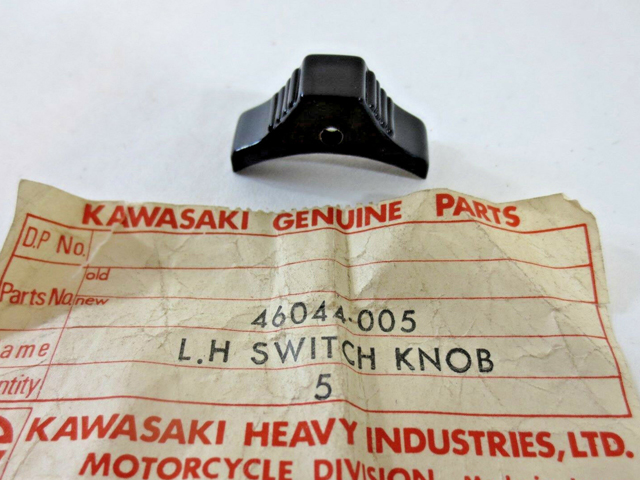 KAWASAKI GENUINE PARTS
D.P No.
old
Parts No.
new
46044-005
ame
L.H SWITCH KNOB
ntity
5
KAWASAKI HEAVY INDUSTRIES, LTD.
MOTORCYCLE DIVISION